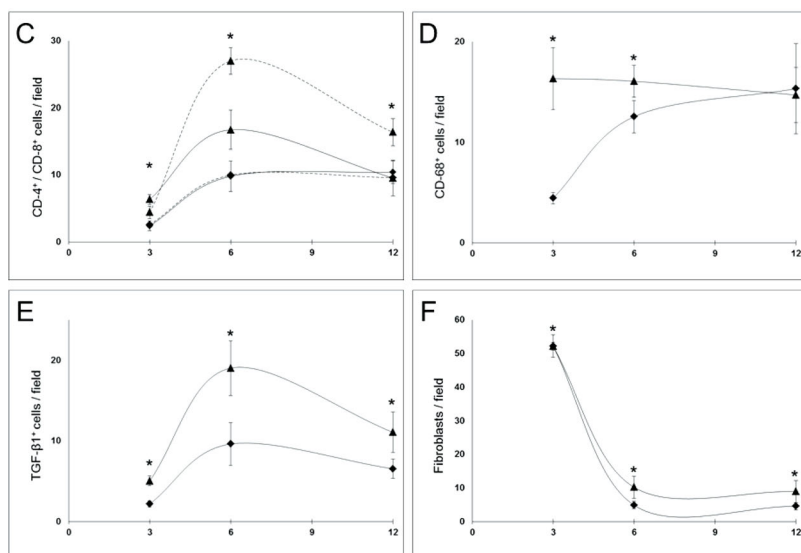 C
CD-4⁺ / CD-8⁺ cells / field
30
20
10
0
0 3 6 9 12
*
*
*
D
CD-68⁺ cells / field
20
10
0
0 3 6 9 12
*
*
E
TGF-β1⁺ cells / field
20
10
0
0 3 6 9 12
*
*
*
F
Fibroblasts / field
60
50
40
30
20
10
0
0 3 6 9 12
*
*
*